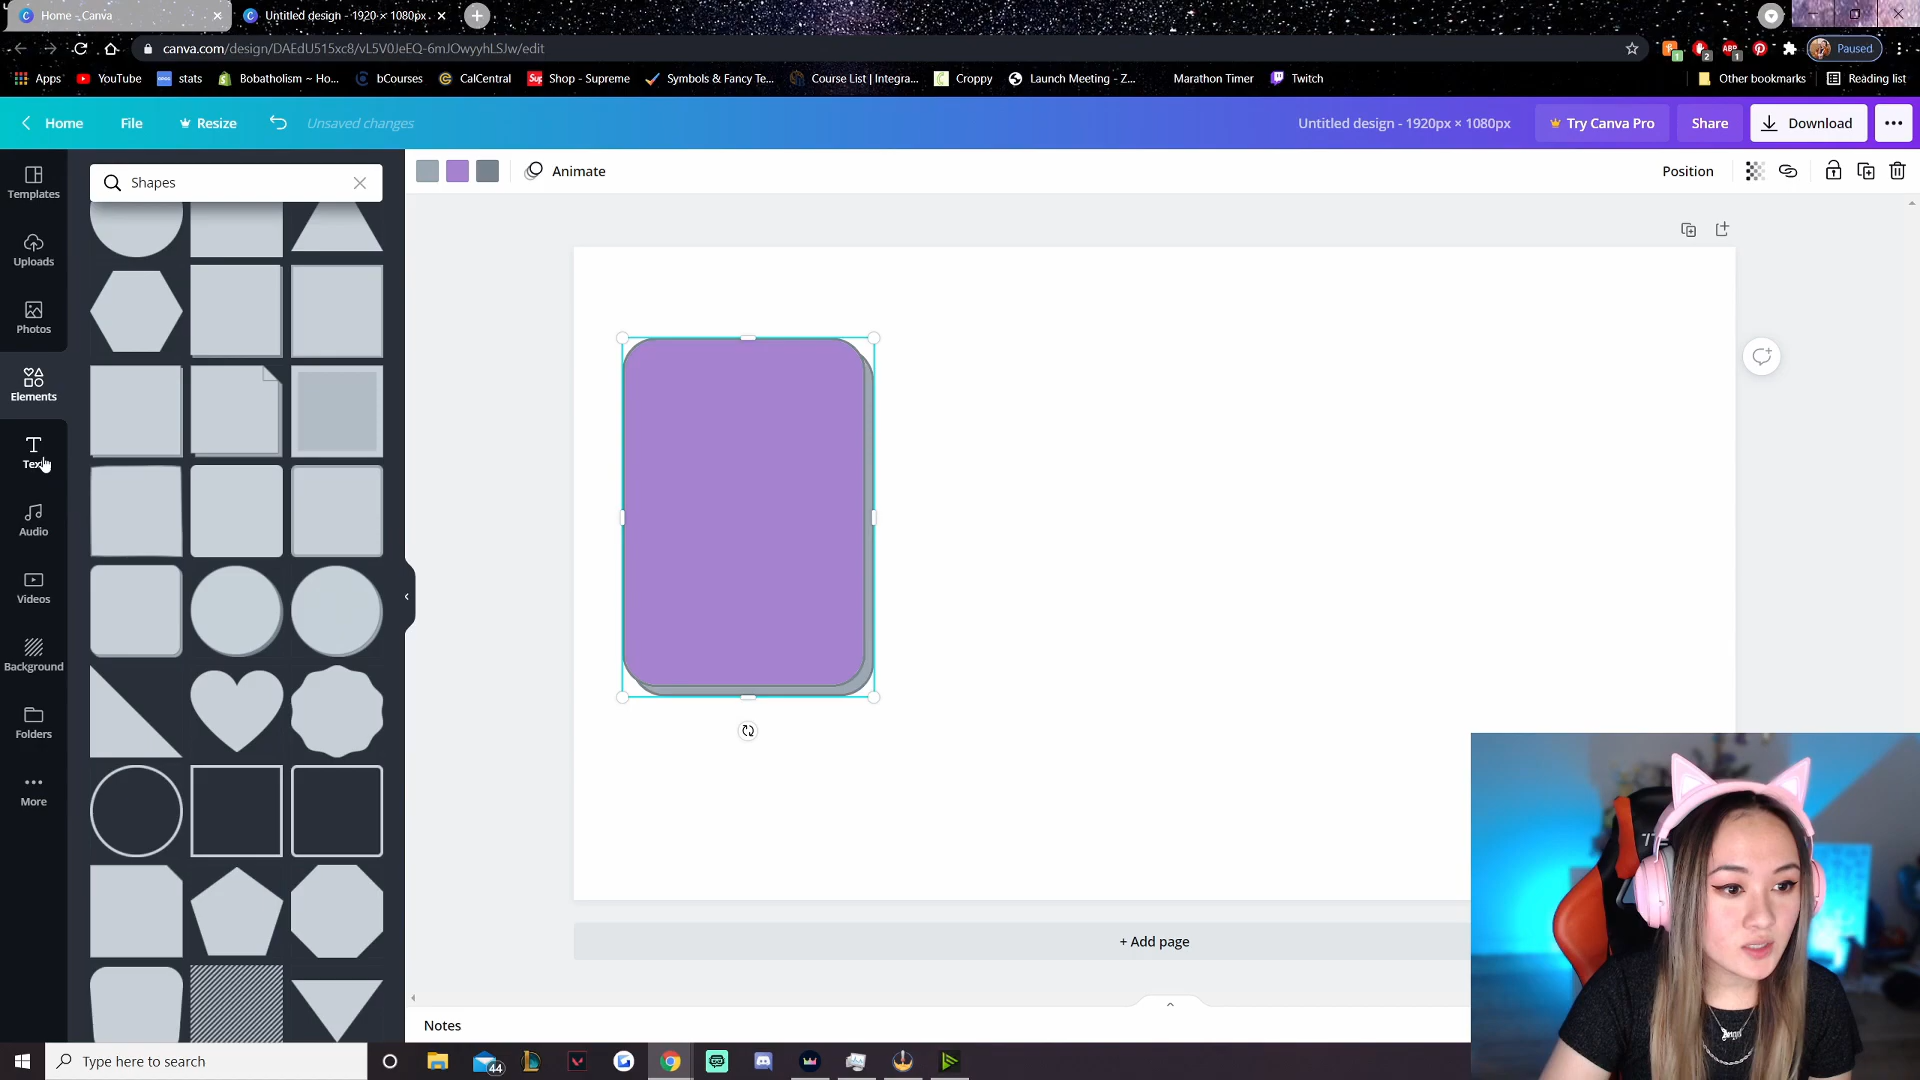 Home - Canva
Untitled design - 1920 × 1080px
canva.com/design/DAEdU515xc8/vL5V0JeEQ-6mJOwyyhLSJw/edit
Paused
Apps
YouTube
stats
Bobatholism ~ Ho...
bCourses
CalCentral
Shop - Supreme
Symbols & Fancy Te...
Course List | Integra...
Croppy
Launch Meeting - Z...
Marathon Timer
Twitch
Other bookmarks
Reading list
Home
File
Resize
Unsaved changes
Untitled design - 1920px × 1080px
Try Canva Pro
Share
Download
Templates
Uploads
Photos
Elements
Text
Audio
Videos
Background
Folders
More
Shapes
Animate
Position
+ Add page
Notes
Type here to search
44